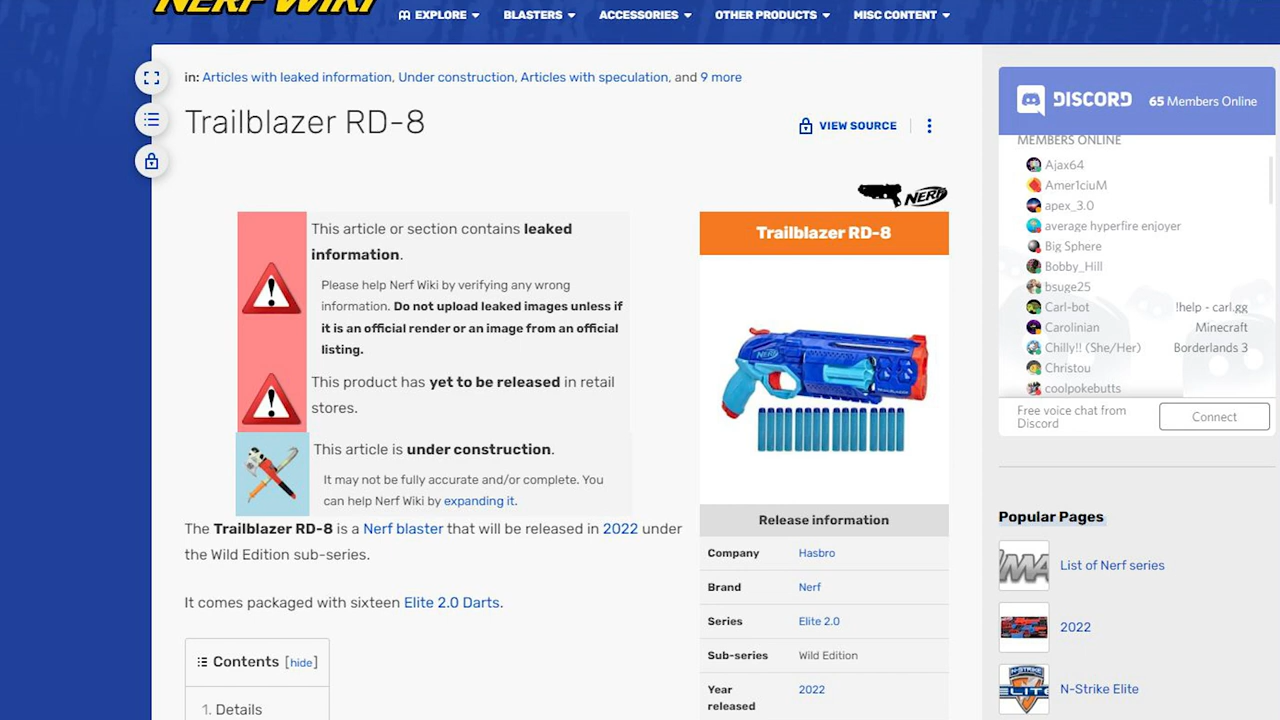 NERF WIKI
EXPLORE BLASTERS ACCESSORIES OTHER PRODUCTS MISC CONTENT
in: Articles with leaked information, Under construction, Articles with speculation, and 9 more
Trailblazer RD-8
VIEW SOURCE
NERF
This article or section contains leaked
information.
Please help Nerf Wiki by verifying any wrong
information. Do not upload leaked images unless if
it is an official render or an image from an official
listing.
This product has yet to be released in retail
stores.
This article is under construction.
It may not be fully accurate and/or complete. You
can help Nerf Wiki by expanding it.
The Trailblazer RD-8 is a Nerf blaster that will be released in 2022 under
the Wild Edition sub-series.
It comes packaged with sixteen Elite 2.0 Darts.
Contents [hide]
1. Details
Trailblazer RD-8
NERF
Release information
Company Hasbro
Brand Nerf
Series Elite 2.0
Sub-series Wild Edition
Year 2022
released
DISCORD 65 Members Online
MEMBERS ONLINE
Ajax64
Amer1ciuM
apex_3.0
average hyperfire enjoyer
Big Sphere
Bobby_Hill
bsuge25
Carl-bot !help - carl.gg
Carolinian Minecraft
Chilly!! (She/Her) Borderlands 3
Christou
coolpokebutts
Free voice chat from
Discord
Connect
Popular Pages
List of Nerf series
2022
N-STRIKE
ELITE
N-Strike Elite